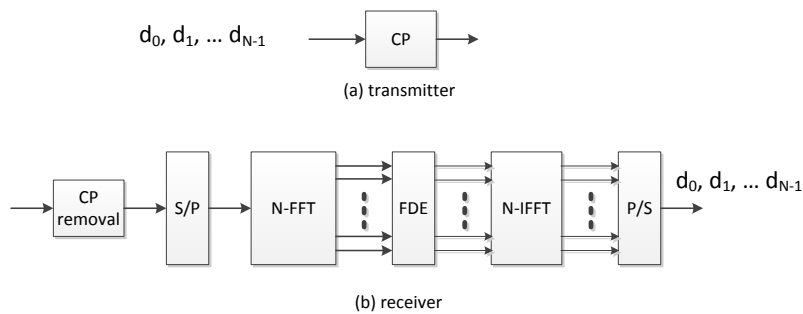 d0, d1, ... dN-1
CP
(a) transmitter
CP
removal
S/P
N-FFT
FDE
N-IFFT
P/S
d0, d1, ... dN-1
(b) receiver